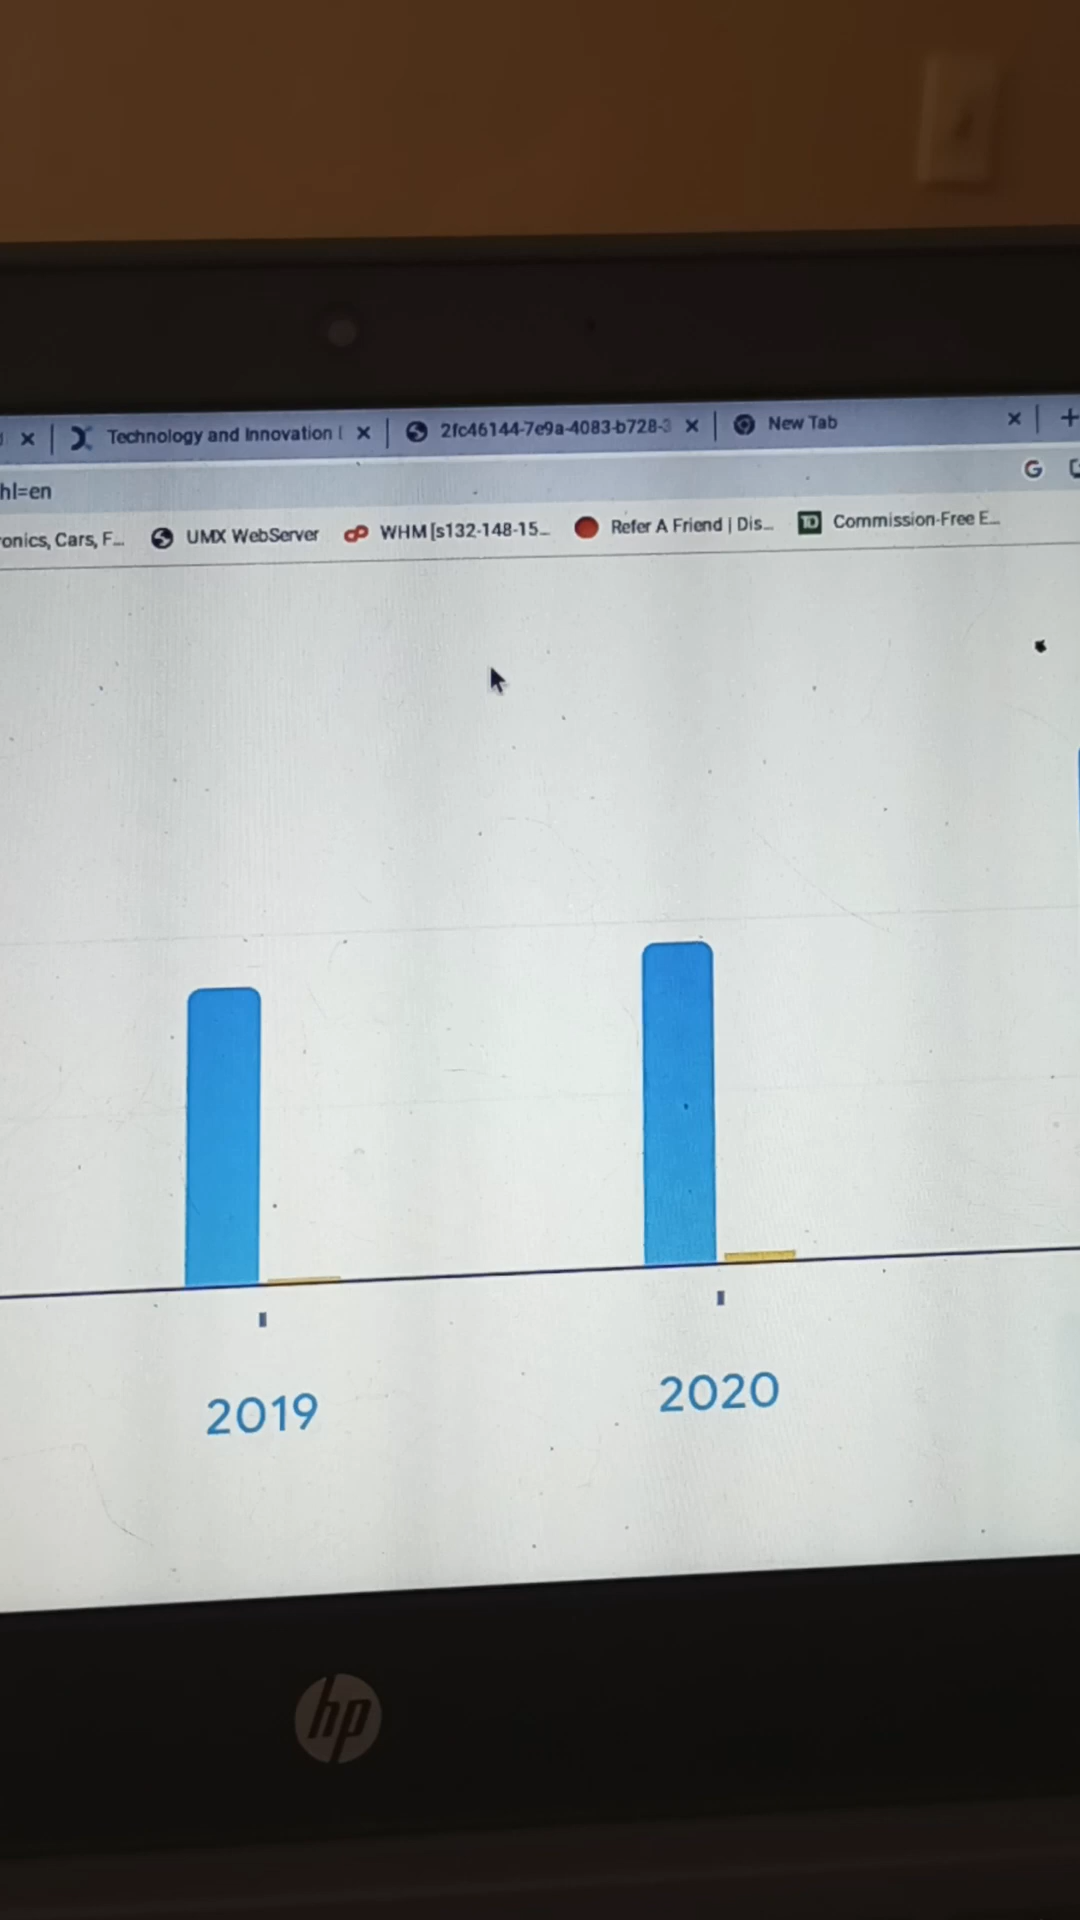 Technology and Innovation
2fc46144-7e9a-4083-b728-3
New Tab
hl=en
onics, Cars, F...
UMX WebServer
WHM [s132-148-15...
Refer A Friend | Dis...
TD
Commission-Free E...
2019
2020
hp